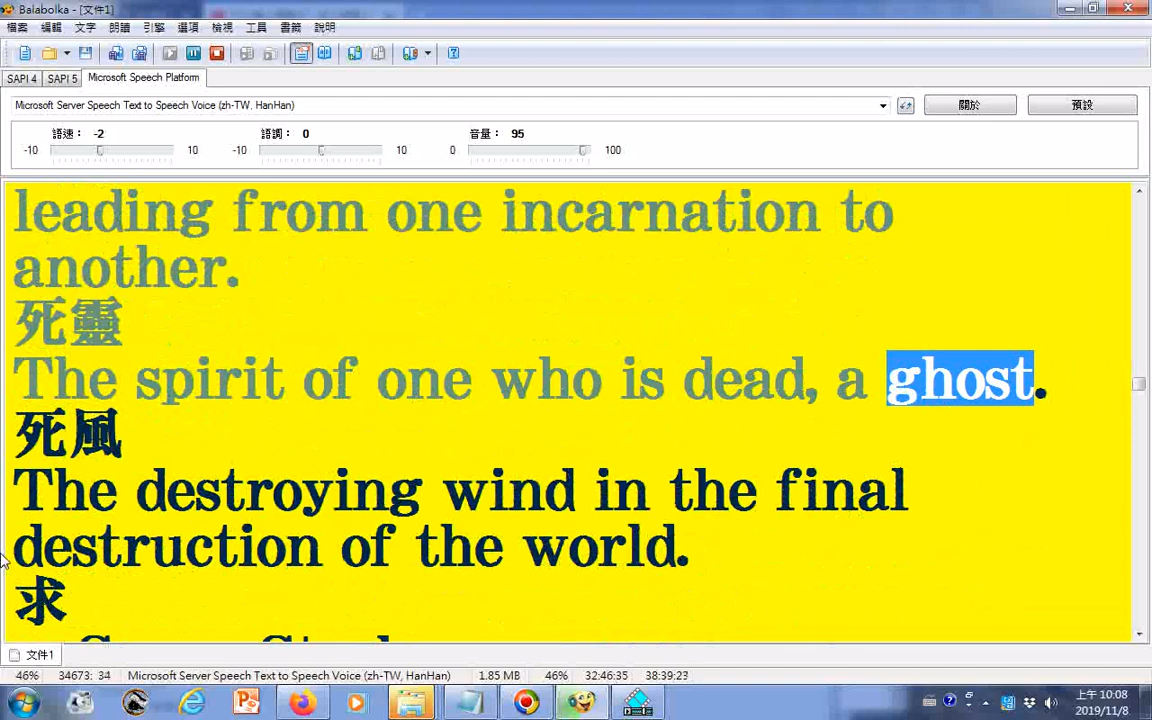 Balabolka - [文件1]
檔案 編輯 文字 朗讀 引擎 選項 檢視 工具 書籤 說明
SAPI 4 SAPI 5 Microsoft Speech Platform
Microsoft Server Speech Text to Speech Voice (zh-TW, HanHan) 關於 預設
語速: -2 語調: 0 音量: 95
-10 10 -10 10 0 100
leading from one incarnation to
another.
死靈
The spirit of one who is dead, a ghost.
死風
The destroying wind in the final
destruction of the world.
求
文件1
46% 34673: 34 Microsoft Server Speech Text to Speech Voice (zh-TW, HanHan) 1.85 MB 46% 32:46:35 38:39:23
上午 10:08
2019/11/8